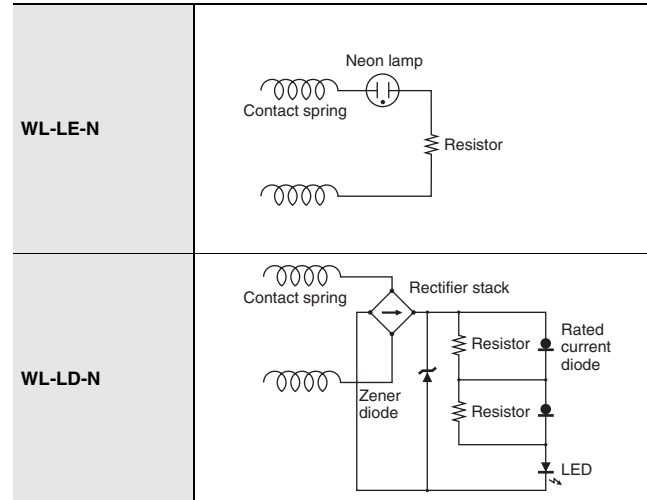 WL-LE-N
Neon lamp
Contact spring
Resistor
WL-LD-N
Contact spring
Rectifier stack
Resistor
Rated
current
diode
Zener
diode
Resistor
LED